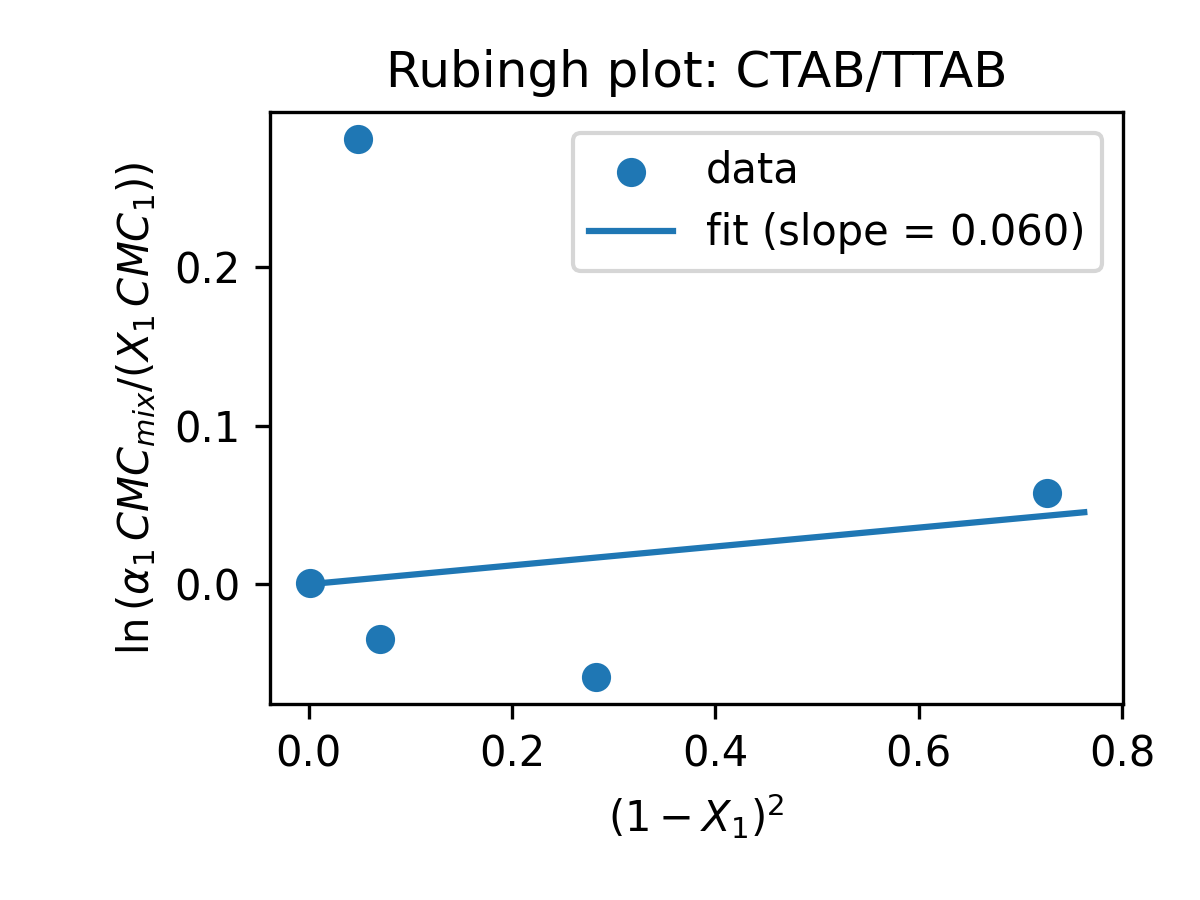 Rubingh plot: CTAB/TTAB
data
fit (slope = 0.060)
ln (α₁ CMC_mix/(X₁ CMC₁))
0.2
0.1
0.0
0.0 0.2 0.4 0.6 0.8
(1 − X₁)²